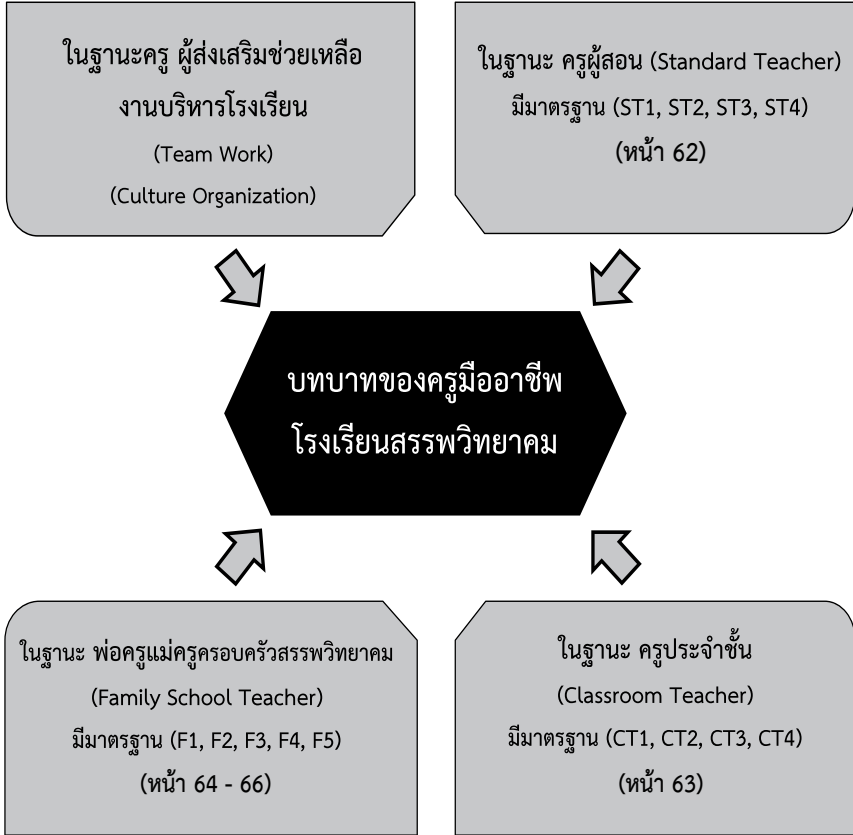 ในฐานะครู ผู้ส่งเสริมช่วยเหลือ
งานบริหารโรงเรียน
(Team Work)
(Culture Organization)
ในฐานะ ครูผู้สอน (Standard Teacher)
มีมาตรฐาน (ST1, ST2, ST3, ST4)
(หน้า 62)
บทบาทของครูมืออาชีพ
โรงเรียนสรรพวิทยาคม
ในฐานะ พ่อครูแม่ครูครอบครัวสรรพวิทยาคม
(Family School Teacher)
มีมาตรฐาน (F1, F2, F3, F4, F5)
(หน้า 64 - 66)
ในฐานะ ครูประจำชั้น
(Classroom Teacher)
มีมาตรฐาน (CT1, CT2, CT3, CT4)
(หน้า 63)